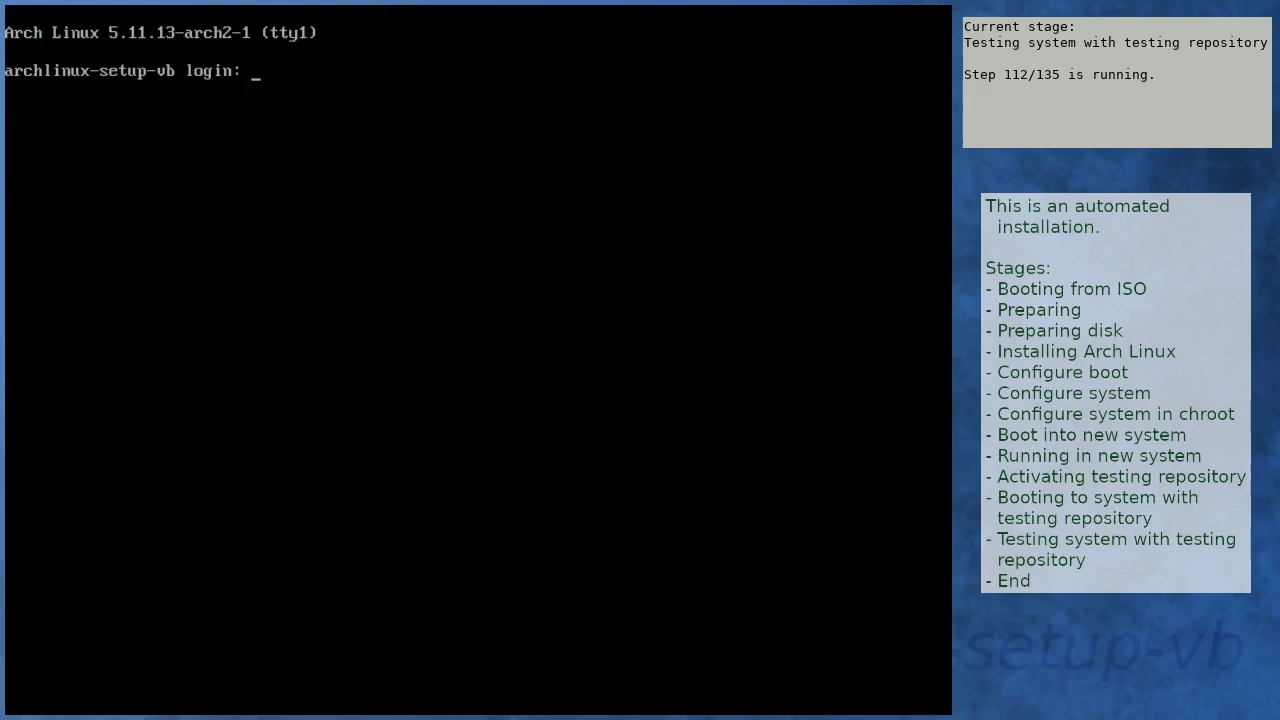 Arch Linux 5.11.13-arch2-1 (tty1)
archlinux-setup-vb login: _
Current stage:
Testing system with testing repository
Step 112/135 is running.
This is an automated
installation.
Stages:
- Booting from ISO
- Preparing
- Preparing disk
- Installing Arch Linux
- Configure boot
- Configure system
- Configure system in chroot
- Boot into new system
- Running in new system
- Activating testing repository
- Booting to system with
testing repository
- Testing system with testing
repository
- End
setup-vb